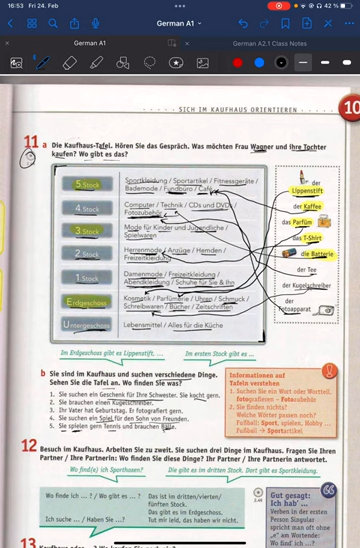 16:53 Fri 24. Feb
42 %
German A1
German A1
German A2.1 Class Notes
SICH IM KAUFHAUS ORIENTIEREN
10
11 a Die Kaufhaus-Tafel. Hören Sie das Gespräch. Was möchten Frau Wagner und ihre Tochter
kaufen? Wo gibt es das?
5. Stock
Sportkleidung / Sportartikel / Fitnessgeräte /
Bademode / Fundbüro / Café
4. Stock
Computer / Technik / CDs und DVDs /
Fotozubehör
3. Stock
Mode für Kinder und Jugendliche /
Spielwaren
2. Stock
Herrenmode / Anzüge / Hemden /
Freizeitkleidung
1. Stock
Damenmode / Freizeitkleidung /
Abendkleidung / Schuhe für Sie & Ihn
Erdgeschoss
Kosmetik / Parfümerie / Uhren / Schmuck /
Schreibwaren / Bücher / Zeitschriften
Untergeschoss
Lebensmittel / Alles für die Küche
der
Lippenstift
der Kaffee
das Parfüm
das T-Shirt
die Batterie
der Tee
der Kugelschreiber
der
Fotoapparat
Im Erdgeschoss gibt es Lippenstift, ...
Im ersten Stock gibt es ...
b Sie sind im Kaufhaus und suchen verschiedene Dinge.
Sehen Sie die Tafel an. Wo finden Sie was?
1. Sie suchen ein Geschenk für Ihre Schwester. Sie kocht gern.
2. Sie brauchen einen Kugelschreiber.
3. Ihr Vater hat Geburtstag. Er fotografiert gern.
4. Sie suchen ein Spiel für den Sohn von Freunden.
5. Sie spielen gern Tennis und brauchen Bälle.
Informationen auf
Tafeln verstehen
1. Suchen Sie ein Wort oder Wortteil.
fotografieren – Fotozubehör
2. Sie finden nichts?
Welche Wörter passen noch?
Fußball: Sport, spielen, Hobby ...
Fußball → Sportartikel.
12 Besuch im Kaufhaus. Arbeiten Sie zu zweit. Sie suchen drei Dinge im Kaufhaus. Fragen Sie Ihren
Partner / Ihre Partnerin: Wo finden Sie diese Dinge? Ihr Partner / Ihre Partnerin antwortet.
Wo find(e) ich Sporthosen?
Die gibt es im dritten Stock. Dort gibt es Sportkleidung.
Wo finde ich ... ? / Wo gibt es ... ?
Das ist im dritten/vierten/
fünften Stock.
Das gibt es im Erdgeschoss.
Ich suche ... / Haben Sie ... ?
Tut mir leid, das haben wir nicht.
Gut gesagt:
Ich hab' ...
Verben in der
ersten Person
Singular spricht
man oft ohne
„e" am Wortende:
Wo find' ich ...?
13